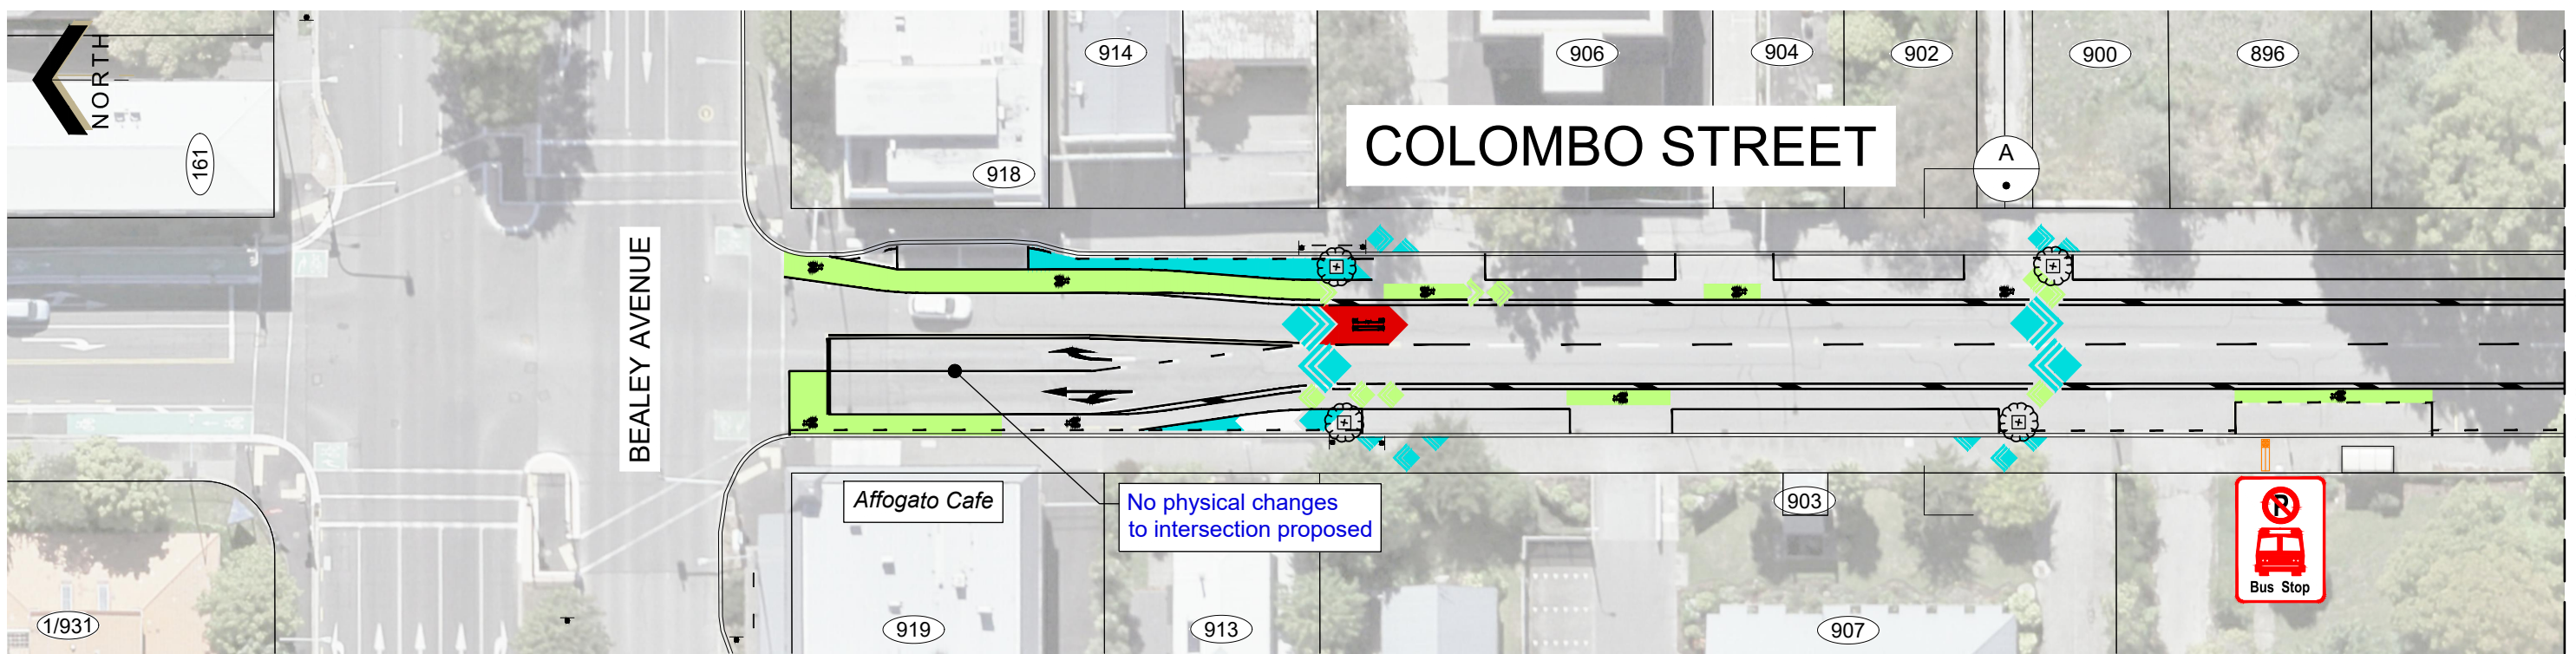 NORTH
161
914
918
906
904
902
900
896
COLOMBO STREET
A
BEALEY AVENUE
Affogato Cafe
No physical changes
to intersection proposed
903
P
Bus Stop
1/931
919
913
907